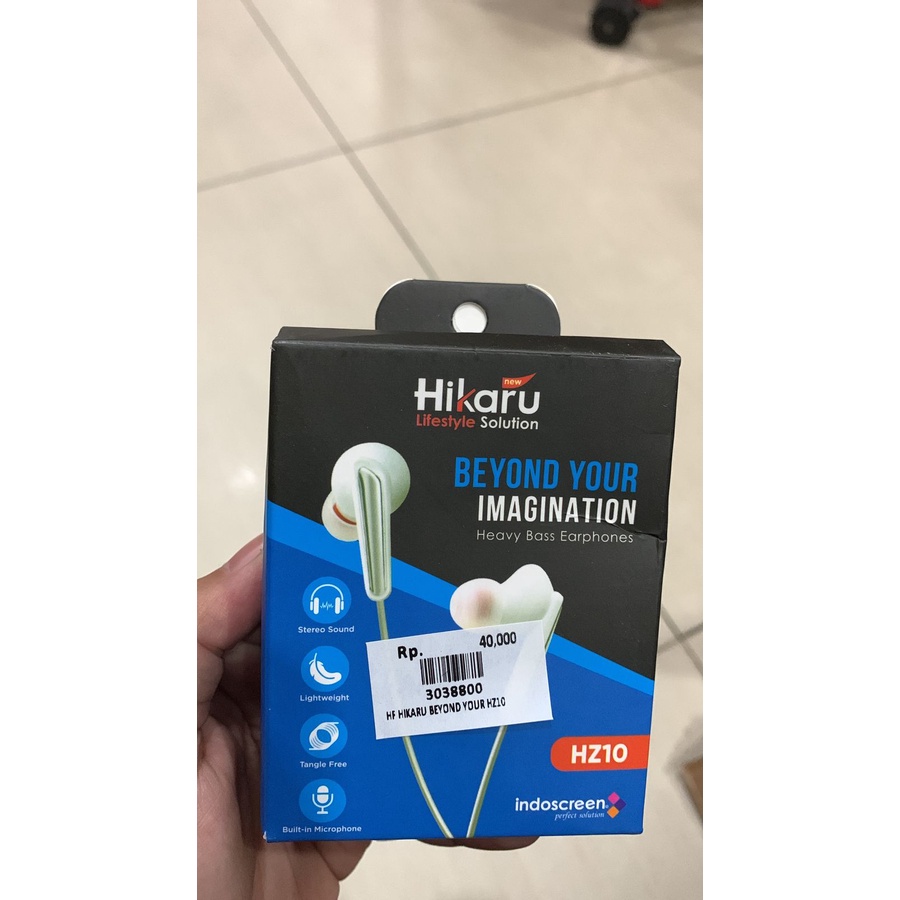 new
Hikaru
Lifestyle Solution
BEYOND YOUR
IMAGINATION
Heavy Bass Earphones
Stereo Sound
Lightweight
Tangle Free
Built-in Microphone
Rp. 40,000
3038800
HF HIKARU BEYOND YOUR HZ10
HZ10
indoscreen
perfect solution